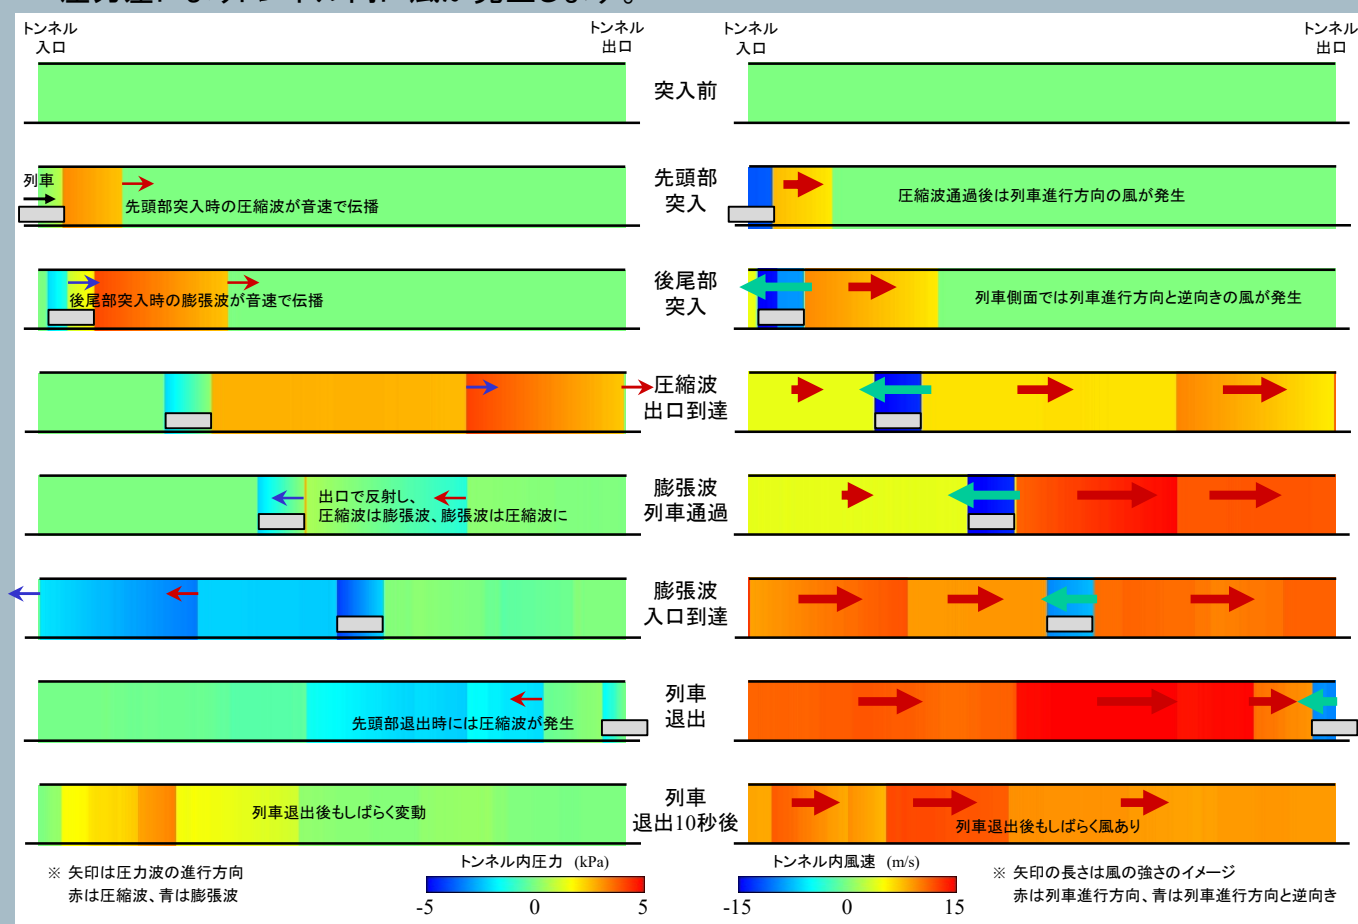 トンネル
入口
トンネル
出口
トンネル
入口
トンネル
出口
突入前
列車
先頭部突入時の圧縮波が音速で伝播
先頭部
突入
圧縮波通過後は列車進行方向の風が発生
後尾部突入時の膨張波が音速で伝播
後尾部
突入
列車側面では列車進行方向と逆向きの風が発生
圧縮波
出口到達
出口で反射し、
圧縮波は膨張波、膨張波は圧縮波に
膨張波
列車通過
膨張波
入口到達
先頭部退出時には圧縮波が発生
列車
退出
列車退出後もしばらく変動
列車
退出10秒後
列車退出後もしばらく風あり
※ 矢印は圧力波の進行方向
赤は圧縮波、青は膨張波
トンネル内圧力 (kPa)
-5 0 5
トンネル内風速 (m/s)
-15 0 15
※ 矢印の長さは風の強さのイメージ
赤は列車進行方向、青は列車進行方向と逆向き